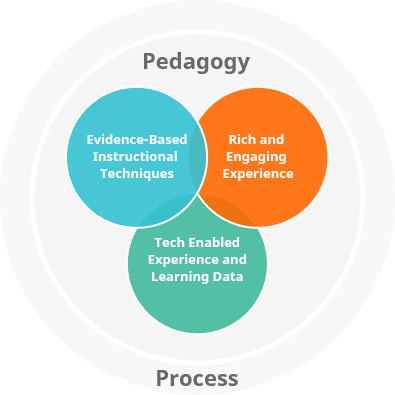 Pedagogy
Evidence-Based
Instructional
Techniques
Rich and
Engaging
Experience
Tech Enabled
Experience and
Learning Data
Process